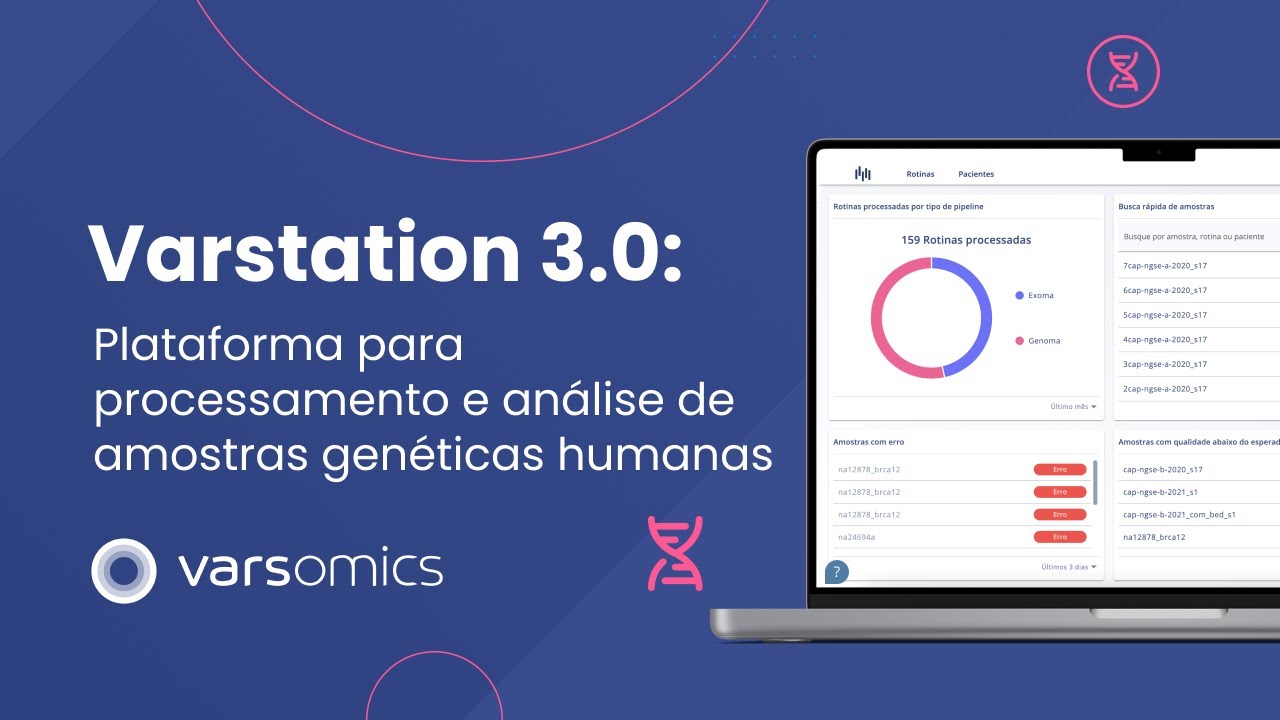 Varstation 3.0:
Plataforma para
processamento e análise de
amostras genéticas humanas
varsomics
Rotinas Pacientes
Rotinas processadas por tipo de pipeline
159 Rotinas processadas
Exoma
Genoma
Último mês
Busca rápida de amostras
Busque por amostra, rotina ou paciente
7cap-ngse-a-2020_s17
6cap-ngse-a-2020_s17
5cap-ngse-a-2020_s17
4cap-ngse-a-2020_s17
3cap-ngse-a-2020_s17
2cap-ngse-a-2020_s17
Amostras com erro
na12878_brca12 Erro
na12878_brca12 Erro
na12878_brca12 Erro
na24694a Erro
Últimos 3 dias
?
Amostras com qualidade abaixo do esperad
cap-ngse-b-2020_s17
cap-ngse-b-2021_s1
cap-ngse-b-2021_com_bed_s1
na12878_brca12